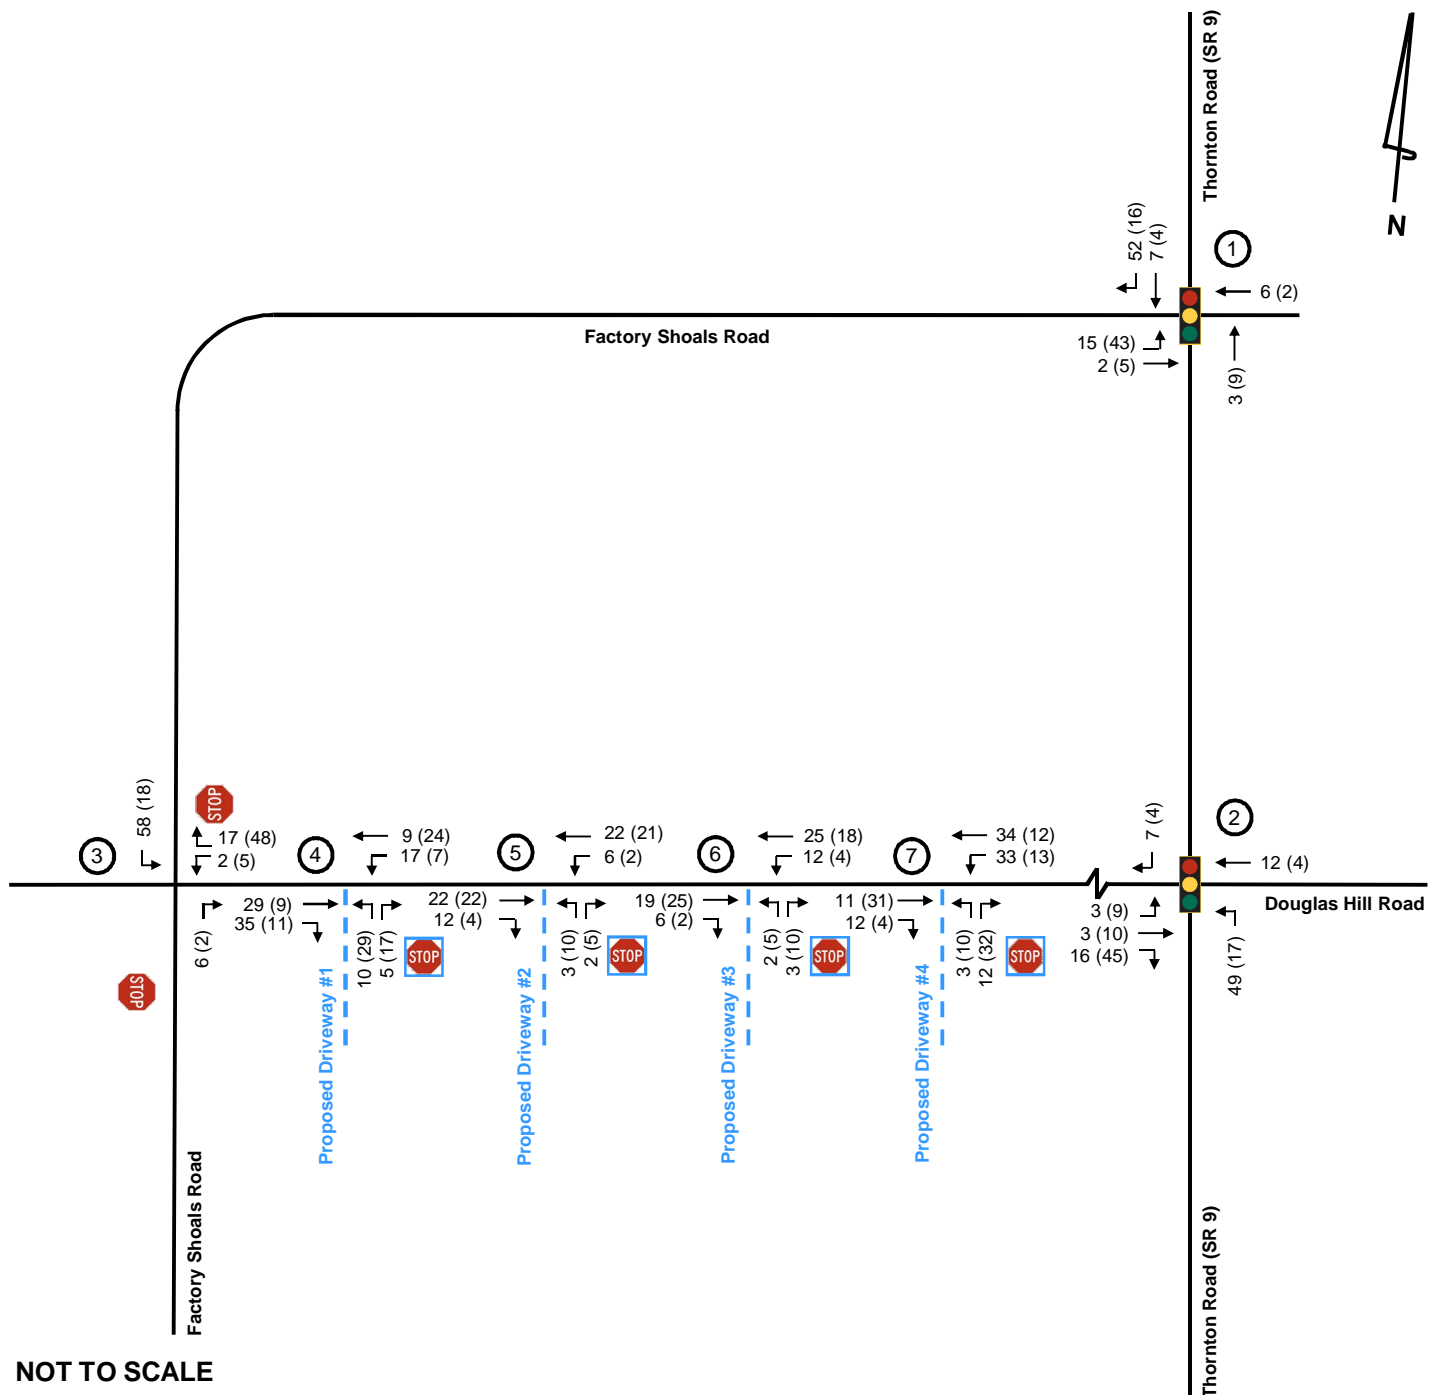 Thornton Road (SR 9)
N
52 (16)
7 (4)
1
6 (2)
Factory Shoals Road
15 (43)
2 (5)
3 (9)
58 (18)
STOP
3
17 (48)
2 (5)
4
9 (24)
17 (7)
5
22 (21)
6 (2)
6
25 (18)
12 (4)
7
34 (12)
33 (13)
7 (4)
2
12 (4)
Douglas Hill Road
6 (2)
29 (9)
35 (11)
10 (29)
5 (17)
STOP
22 (22)
12 (4)
3 (10)
2 (5)
STOP
19 (25)
6 (2)
2 (5)
3 (10)
STOP
11 (31)
12 (4)
3 (10)
12 (32)
STOP
3 (9)
3 (10)
16 (45)
49 (17)
STOP
Proposed Driveway #1
Proposed Driveway #2
Proposed Driveway #3
Proposed Driveway #4
Factory Shoals Road
Thornton Road (SR 9)
NOT TO SCALE